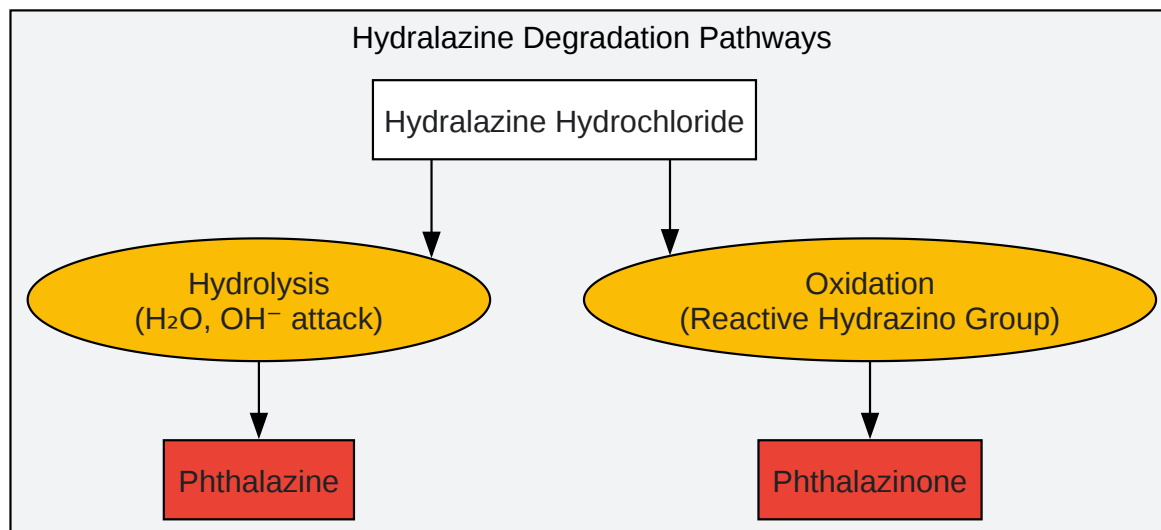 Hydralazine Degradation Pathways
Hydralazine Hydrochloride
Hydrolysis
(H₂O, OH⁻ attack)
Oxidation
(Reactive Hydrazino Group)
Phthalazine
Phthalazinone